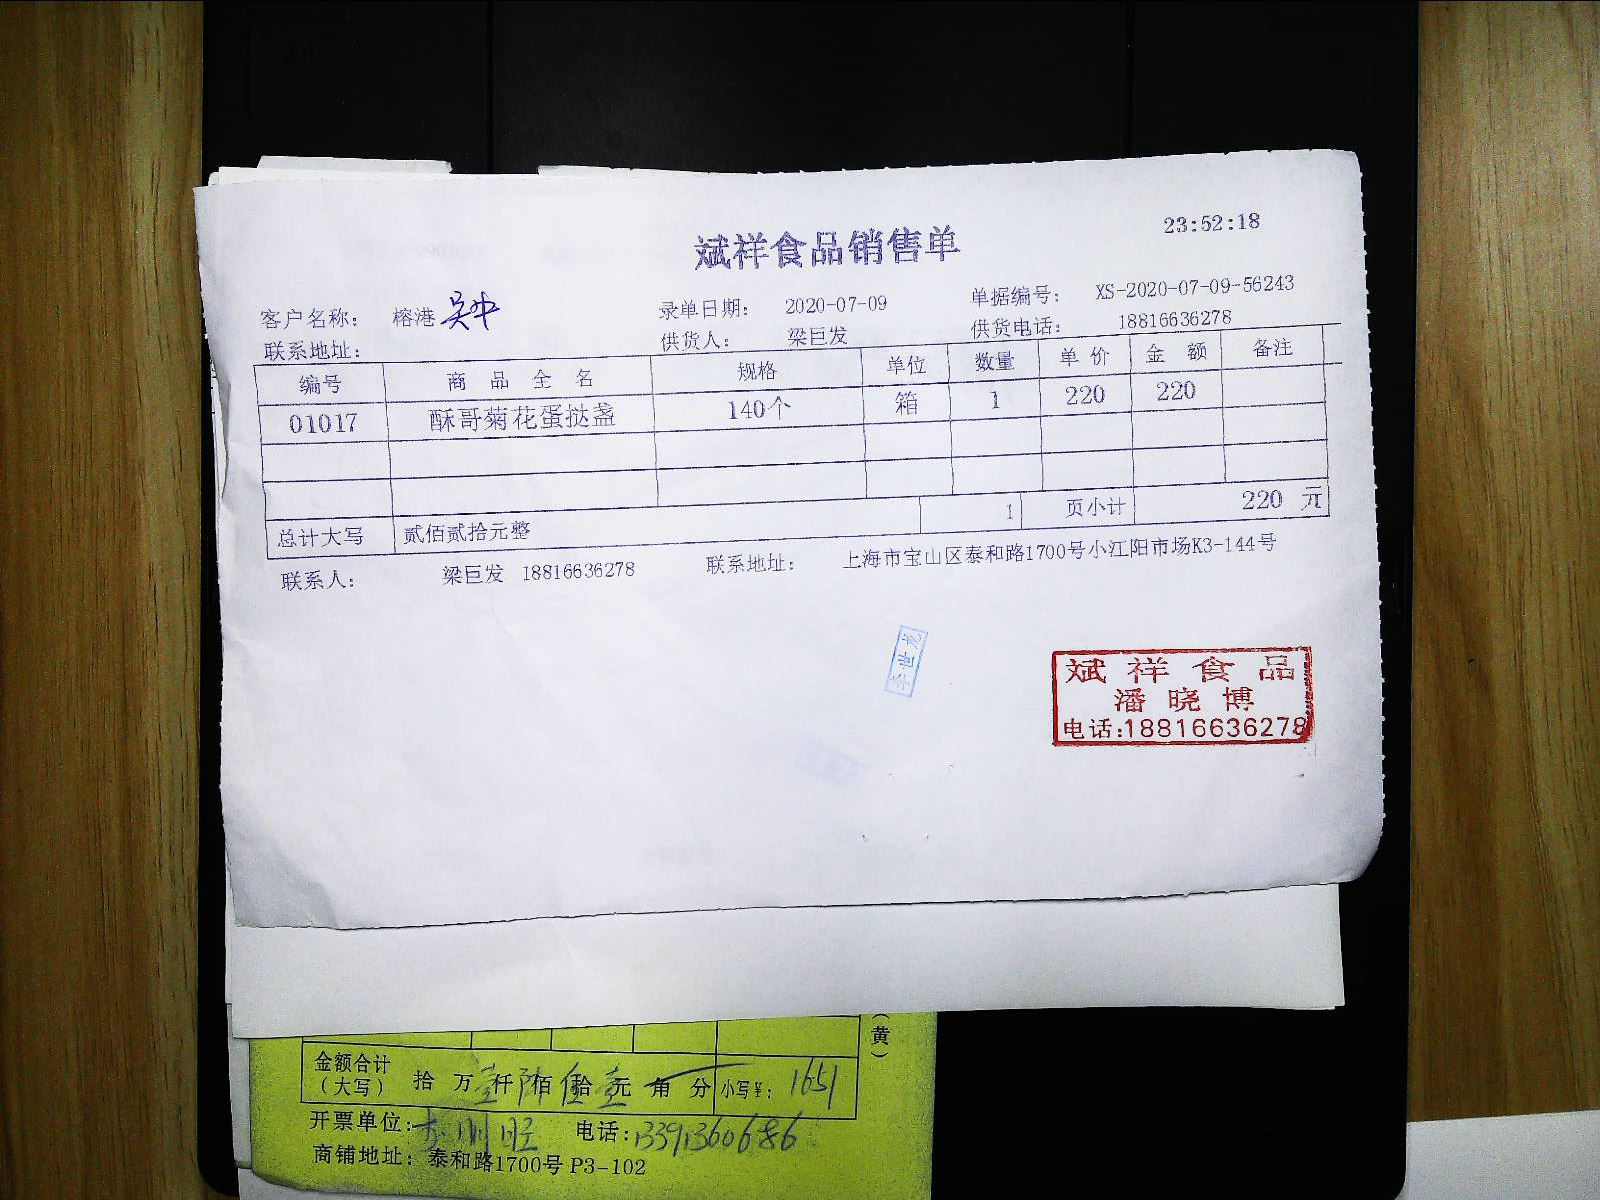 23:52:18
斌祥食品销售单
客户名称： 榕港 吴中 录单日期： 2020-07-09 单据编号： XS-2020-07-09-56243
联系地址： 供货人： 梁巨发 供货电话： 18816636278
编号 商 品 全 名 规格 单位 数量 单 价 金 额 备注
01017 酥哥菊花蛋挞盏 140个 箱 1 220 220
总计大写 贰佰贰拾元整 1 页小计 220 元
联系人： 梁巨发 18816636278 联系地址： 上海市宝山区泰和路1700号小江阳市场K3-144号
李世龙
斌祥食品
潘晓博
电话:18816636278
（黄）
金额合计
（大写） 拾 万 壹 仟 陆 佰 伍 拾 壹 元 角 分 小写¥: 1651
开票单位: 电话:13913606686
商铺地址: 泰和路1700号 P3-102